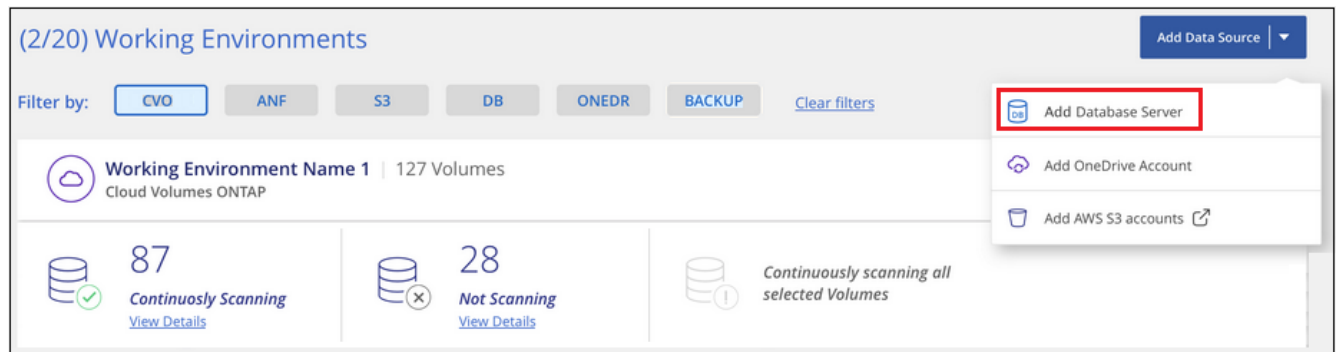 (2/20) Working Environments
Add Data Source
Filter by: CVO ANF S3 DB ONEDR BACKUP Clear filters
DB Add Database Server
Add OneDrive Account
Add AWS S3 accounts
Working Environment Name 1 | 127 Volumes
Cloud Volumes ONTAP
87
Continuosly Scanning
View Details
28
Not Scanning
View Details
Continuously scanning all
selected Volumes